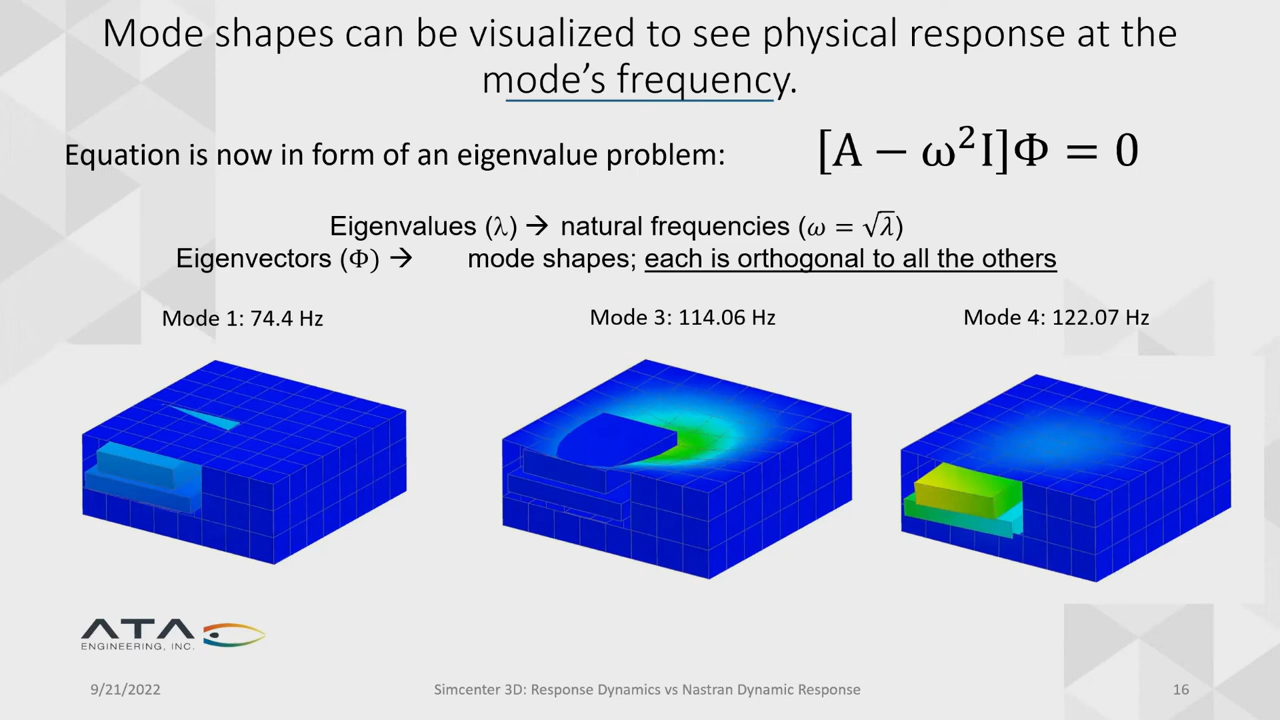 Mode shapes can be visualized to see physical response at the
mode’s frequency.
Equation is now in form of an eigenvalue problem: [A − ω²I]Φ = 0
Eigenvalues (λ) → natural frequencies (ω = √λ)
Eigenvectors (Φ) → mode shapes; each is orthogonal to all the others
Mode 1: 74.4 Hz
Mode 3: 114.06 Hz
Mode 4: 122.07 Hz
ATA
ENGINEERING, INC.
9/21/2022
Simcenter 3D: Response Dynamics vs Nastran Dynamic Response
16